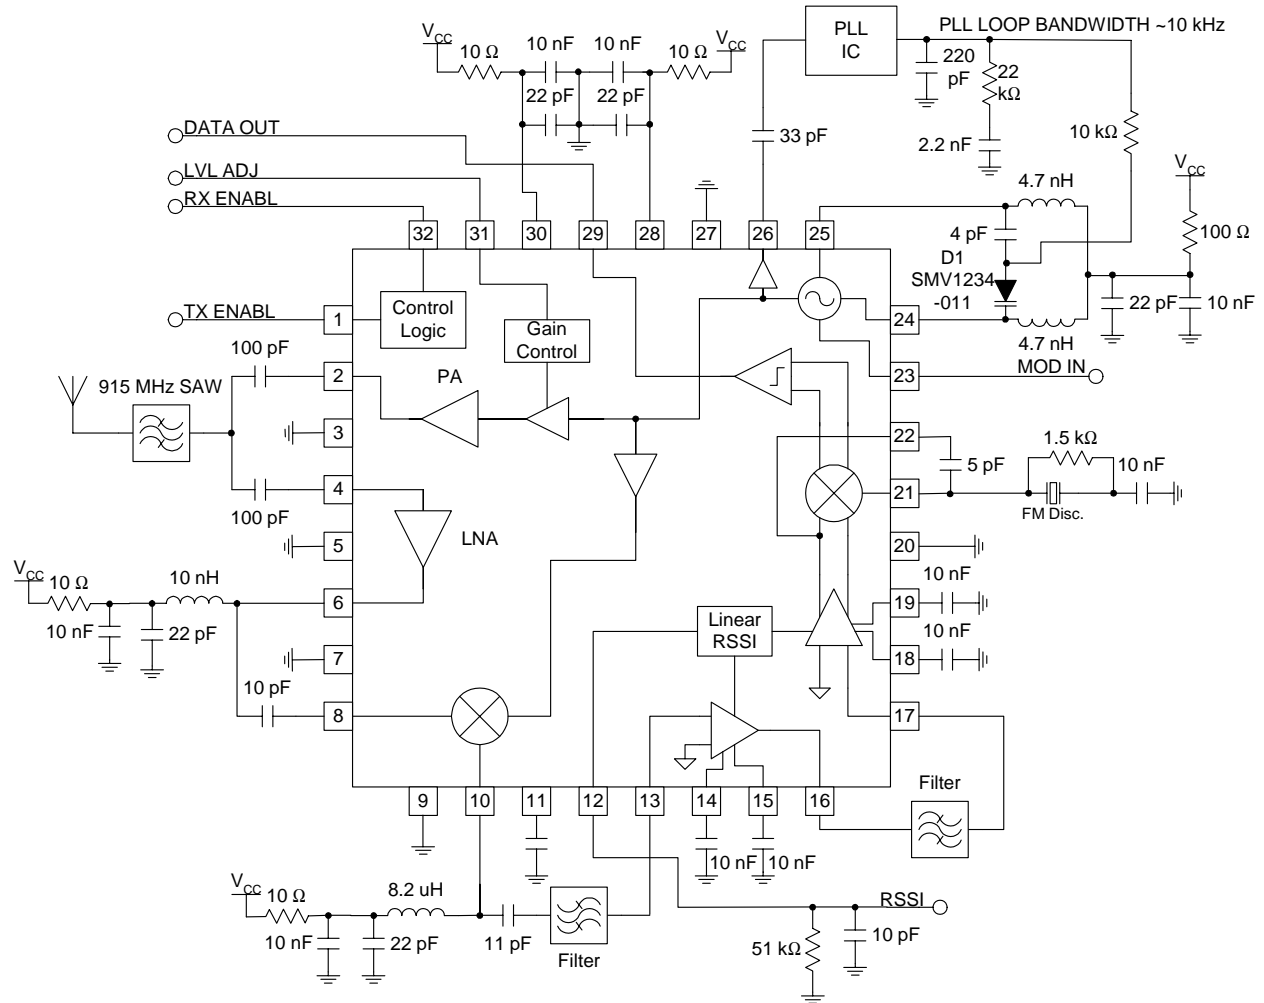 PLL IC
PLL LOOP BANDWIDTH ~10 kHz
VCC
10 Ω
10 nF
10 nF
10 Ω
VCC
22 pF
22 pF
220 pF
22 kΩ
2.2 nF
10 kΩ
33 pF
DATA OUT
LVL ADJ
RX ENABL
TX ENABL
4.7 nH
VCC
100 Ω
4 pF
D1
SMV1234
-011
22 pF
10 nF
4.7 nH
MOD IN
32
31
30
29
28
27
26
25
1
Control Logic
Gain Control
24
23
100 pF
2
PA
915 MHz SAW
3
22
1.5 kΩ
5 pF
10 nF
4
21
FM Disc.
100 pF
LNA
5
20
VCC
10 Ω
10 nH
6
10 nF
22 pF
10 nF
19
10 nF
18
Linear RSSI
7
10 pF
8
17
9
10
11
12
13
14
15
16
Filter
10 nF
10 nF
VCC
10 Ω
8.2 uH
10 nF
22 pF
11 pF
Filter
RSSI
51 kΩ
10 pF